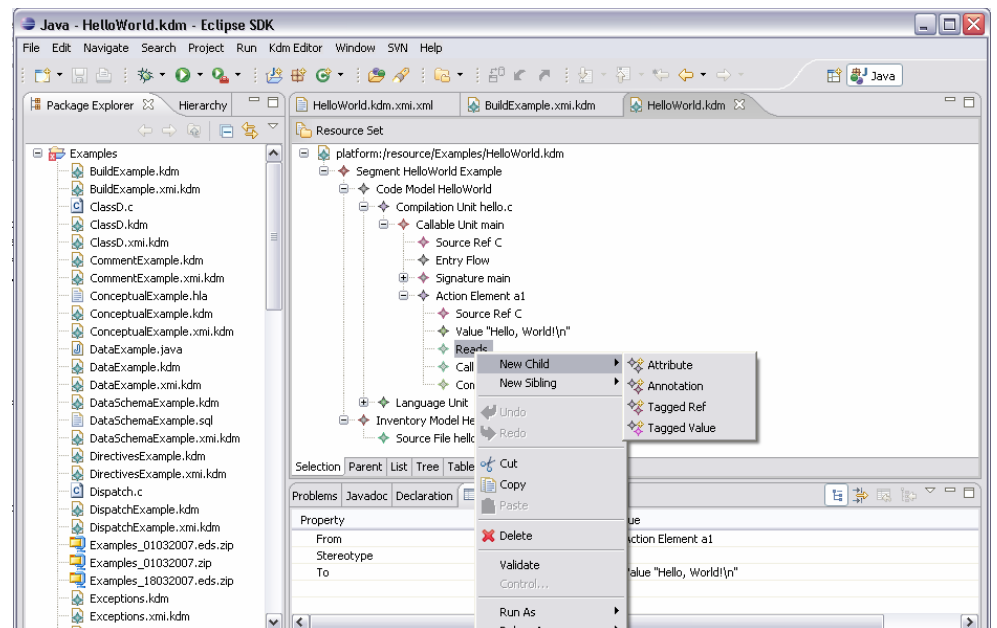 Java - HelloWorld.kdm - Eclipse SDK
File Edit Navigate Search Project Run Kdm Editor Window SVN Help
Java
Package Explorer Hierarchy
HelloWorld.kdm.xmi.xml BuildExample.xmi.kdm HelloWorld.kdm
Resource Set
Examples
BuildExample.kdm
BuildExample.xmi.kdm
ClassD.c
ClassD.kdm
ClassD.xmi.kdm
CommentExample.kdm
CommentExample.xmi.kdm
ConceptualExample.hla
ConceptualExample.kdm
ConceptualExample.xmi.kdm
DataExample.java
DataExample.kdm
DataExample.xmi.kdm
DataSchemaExample.kdm
DataSchemaExample.sql
DataSchemaExample.xmi.kdm
DirectivesExample.kdm
DirectivesExample.xmi.kdm
Dispatch.c
DispatchExample.kdm
DispatchExample.xmi.kdm
Examples_01032007.eds.zip
Examples_01032007.zip
Examples_18032007.eds.zip
Exceptions.kdm
Exceptions.xmi.kdm
platform:/resource/Examples/HelloWorld.kdm
Segment HelloWorld Example
Code Model HelloWorld
Compilation Unit hello.c
Callable Unit main
Source Ref C
Entry Flow
Signature main
Action Element a1
Source Ref C
Value "Hello, World!\n"
Reads
Call
Con
Language Unit
Inventory Model He
Source File hello
New Child
New Sibling
Undo
Redo
Cut
Copy
Paste
Delete
Validate
Control...
Run As
Attribute
Annotation
Tagged Ref
Tagged Value
Selection Parent List Tree Table
Problems Javadoc Declaration
Property ue
From Action Element a1
Stereotype
To Value "Hello, World!\n"